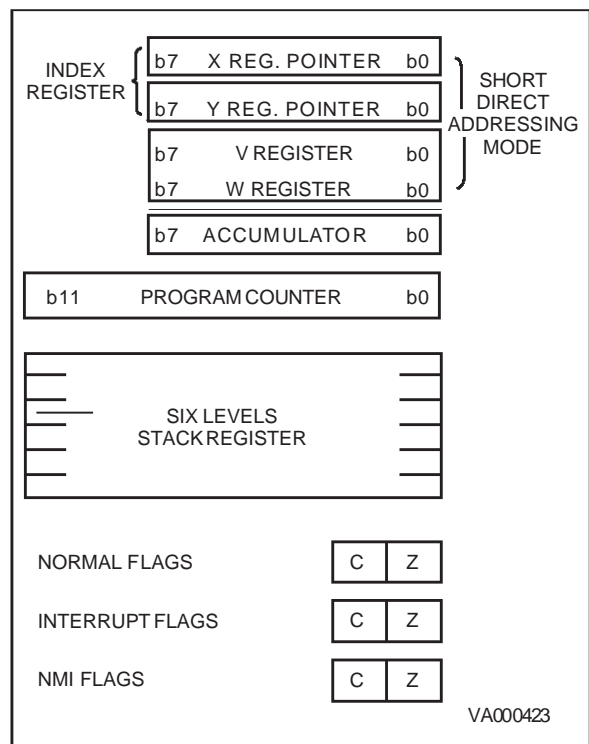 INDEX
REGISTER
b7 X REG. POINTER b0
b7 Y REG. POINTER b0
b7 V REGISTER b0
b7 W REGISTER b0
SHORT
DIRECT
ADDRESSING
MODE
b7 ACCUMULATOR b0
b11 PROGRAM COUNTER b0
SIX LEVELS
STACK REGISTER
NORMAL FLAGS C Z
INTERRUPT FLAGS C Z
NMI FLAGS C Z
VA000423